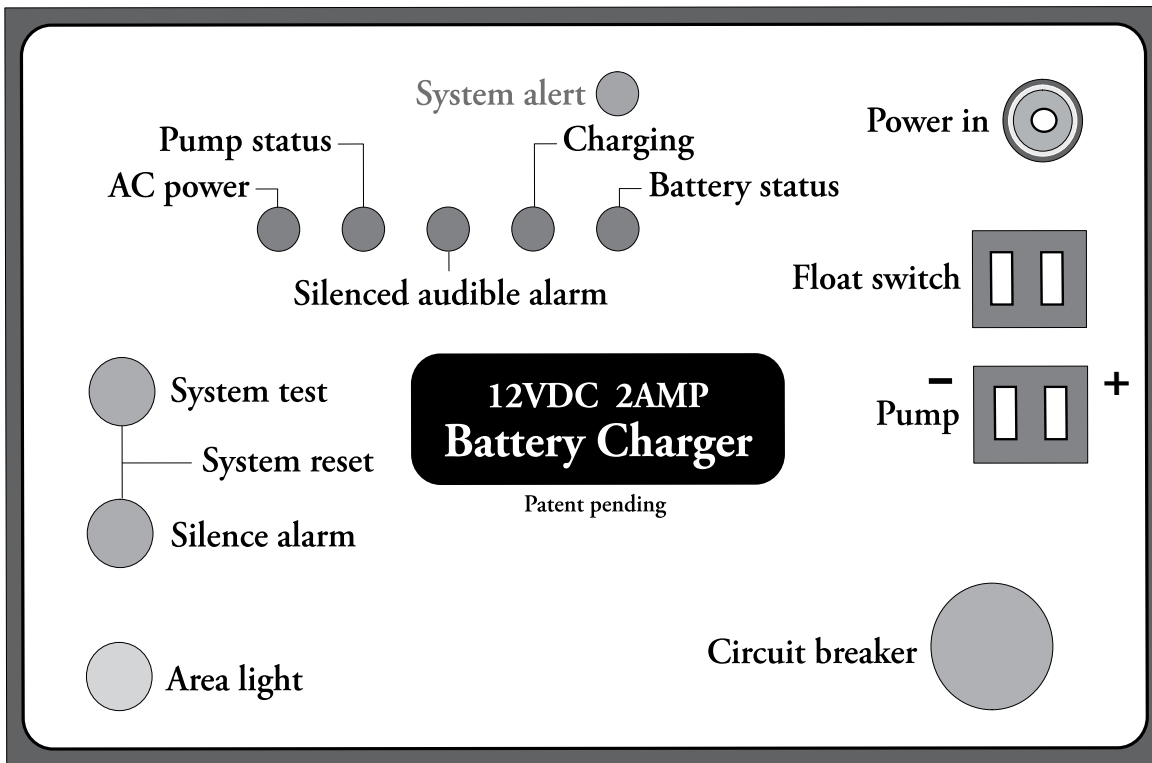 System alert
Power in
Pump status
Charging
AC power
Battery status
Silenced audible alarm
Float switch
System test
12VDC 2AMP
Battery Charger
− +
Pump
System reset
Patent pending
Silence alarm
Circuit breaker
Area light